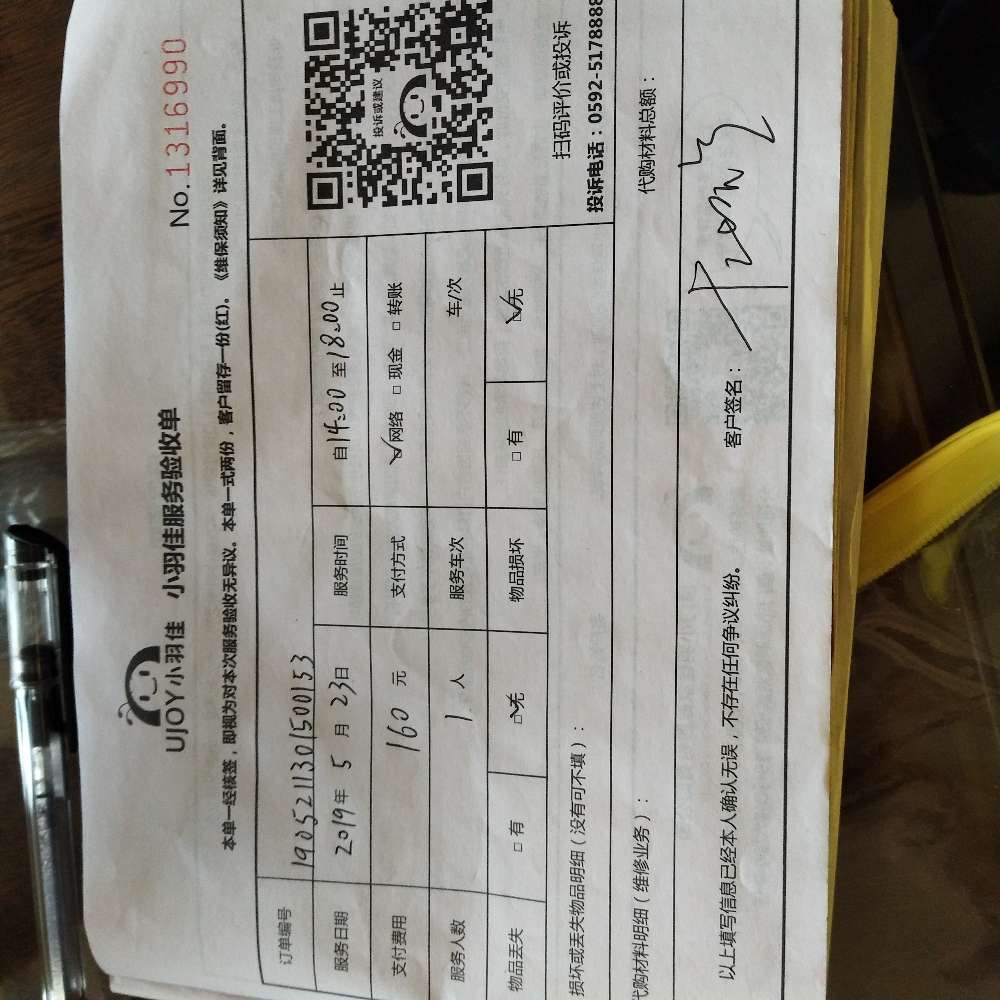 UJOY小羽佳 小羽佳服务验收单
No.1316990
本单一经核签，即视为对本次服务验收无异议。本单一式两份，客户留存一份(红)。《维保须知》详见背面。
订单编号 1905211301500153
服务日期 2019年 5 月 23日 服务时间 自14:00 至18:00止
支付费用 160 元 支付方式 ☑网络 □现金 □转账
服务人数 1 人 服务车次 车/次
物品丢失 □有 ☑无 物品损坏 □有 ☑无
投诉或建议
扫码评价或投诉
投诉电话：0592-5178888
损坏或丢失物品明细（没有可不填）：
代购材料明细（维修业务）： 代购材料总额：
以上填写信息已经本人确认无误，不存在任何争议纠纷。 客户签名：